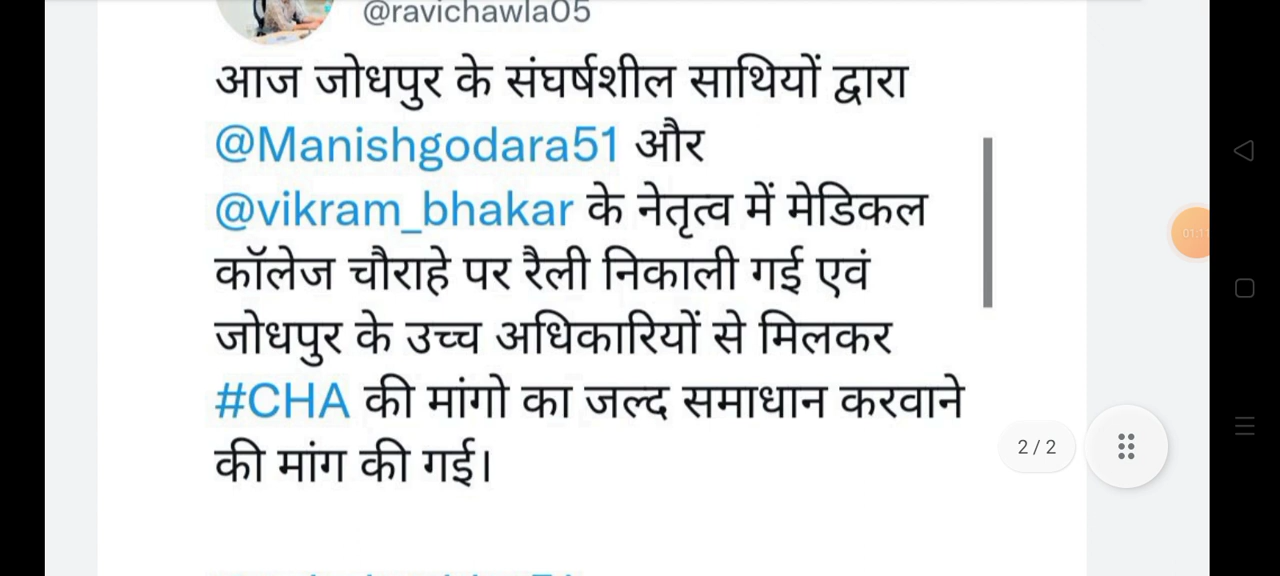 @ravichawla05
आज जोधपुर के संघर्षशील साथियों द्वारा
@Manishgodara51 और
@vikram_bhakar के नेतृत्व में मेडिकल
कॉलेज चौराहे पर रैली निकाली गई एवं
जोधपुर के उच्च अधिकारियों से मिलकर
#CHA की मांगो का जल्द समाधान करवाने
की मांग की गई।
2 / 2